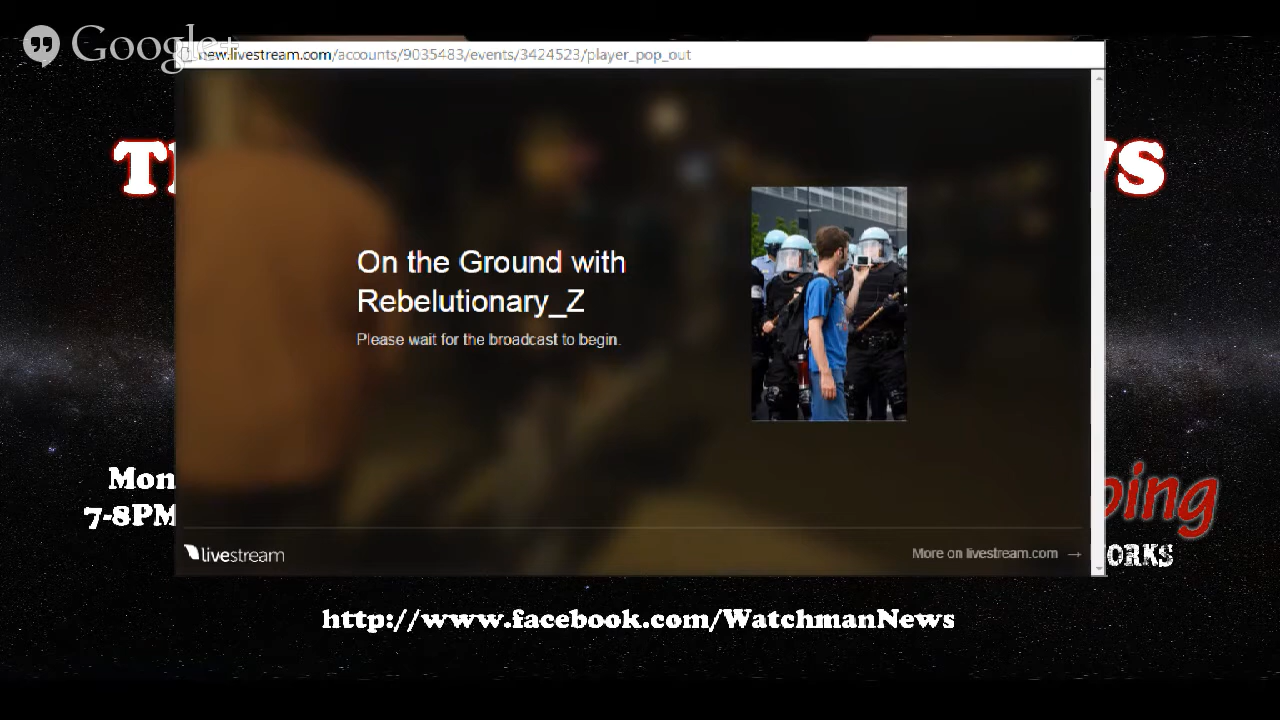 Google+
new.livestream.com/accounts/9035483/events/3424523/player_pop_out
On the Ground with
Rebelutionary_Z
Please wait for the broadcast to begin.
Mon
7-8PM
livestream
More on livestream.com →
http://www.facebook.com/WatchmanNews